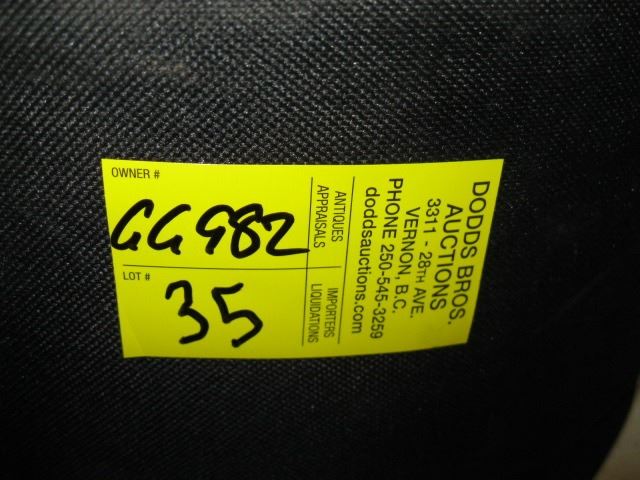 OWNER #
GG982
LOT #
35
ANTIQUES
APPRAISALS
IMPORTERS
LIQUIDATIONS
DODDS BROS.
AUCTIONS
3311 - 28TH AVE.
VERNON, B.C.
PHONE 250-545-3259
doddsauctions.com